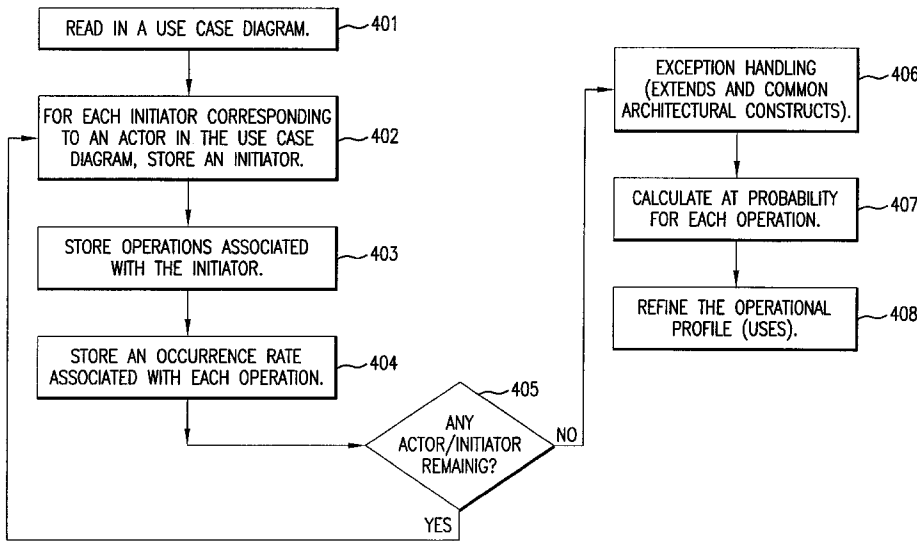 READ IN A USE CASE DIAGRAM.
401
FOR EACH INITIATOR CORRESPONDING
TO AN ACTOR IN THE USE CASE
DIAGRAM, STORE AN INITIATOR.
402
STORE OPERATIONS ASSOCIATED
WITH THE INITIATOR.
403
STORE AN OCCURRENCE RATE
ASSOCIATED WITH EACH OPERATION.
404
405
ANY
ACTOR/INITIATOR
REMAINIG?
YES
NO
EXCEPTION HANDLING
(EXTENDS AND COMMON
ARCHITECTURAL CONSTRUCTS).
406
CALCULATE AT PROBABILITY
FOR EACH OPERATION.
407
REFINE THE OPERATIONAL
PROFILE (USES).
408